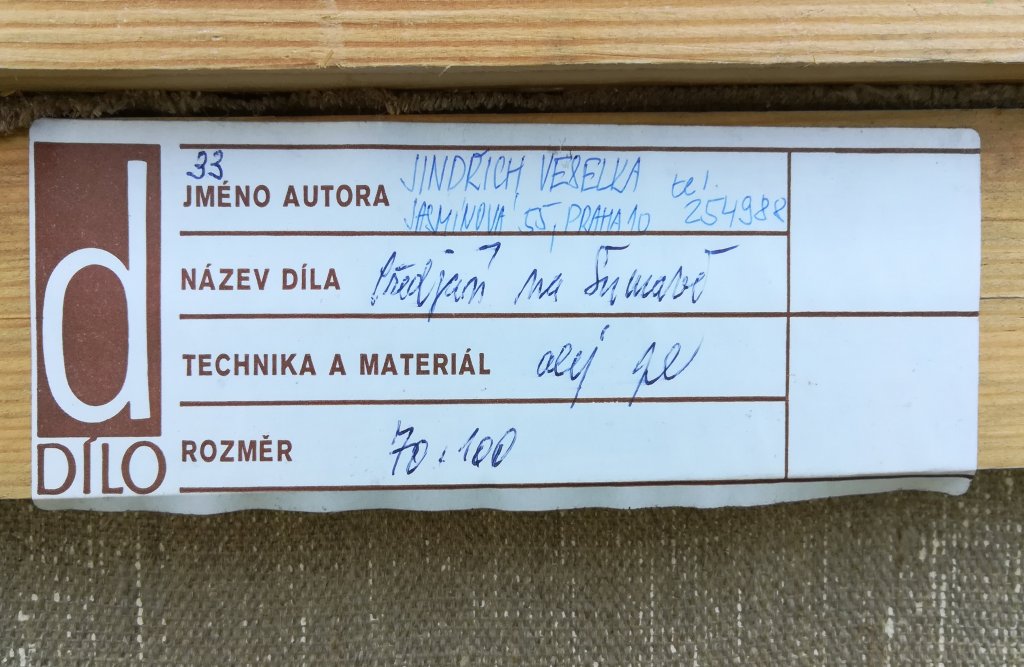 d
DÍLO
33
JMÉNO AUTORA JINDŘICH VESELKA tel.
JASMÍNOVÁ 55, PRAHA 10 254988
NÁZEV DÍLA Předjaří na Šumavě
TECHNIKA A MATERIÁL olej pl
ROZMĚR 70.100